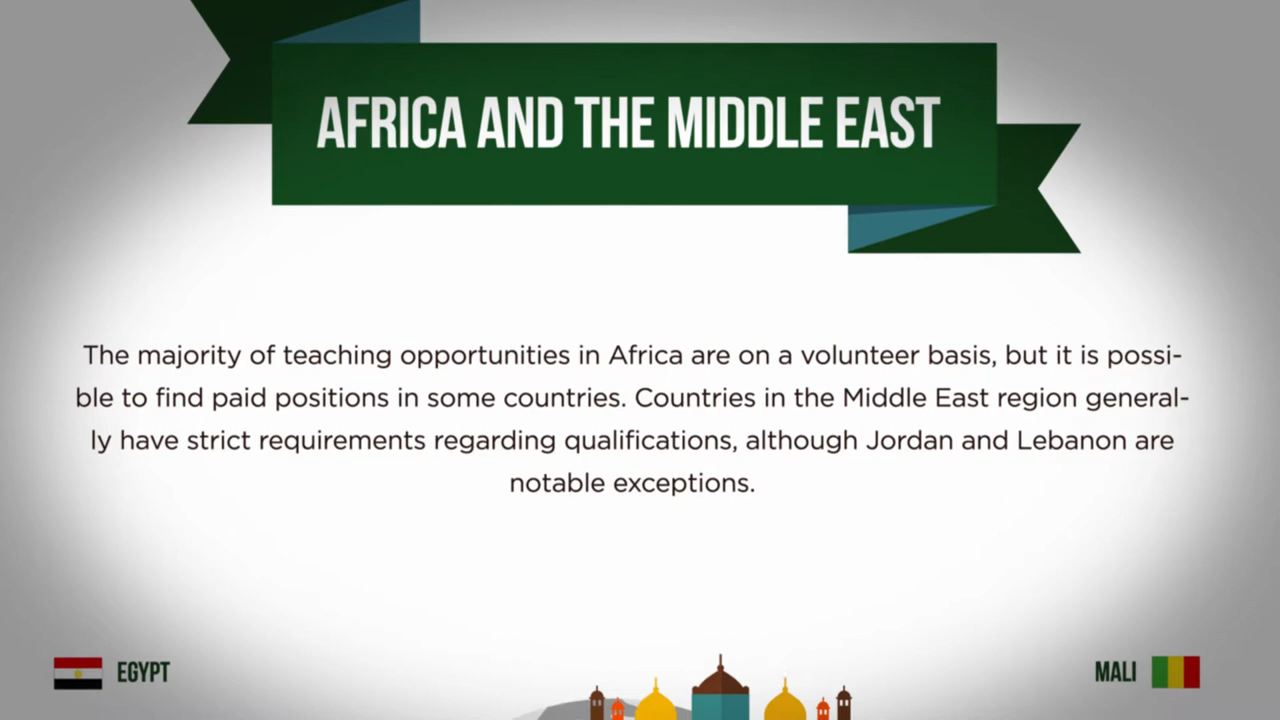 AFRICA AND THE MIDDLE EAST
The majority of teaching opportunities in Africa are on a volunteer basis, but it is possi-
ble to find paid positions in some countries. Countries in the Middle East region general-
ly have strict requirements regarding qualifications, although Jordan and Lebanon are
notable exceptions.
EGYPT
MALI